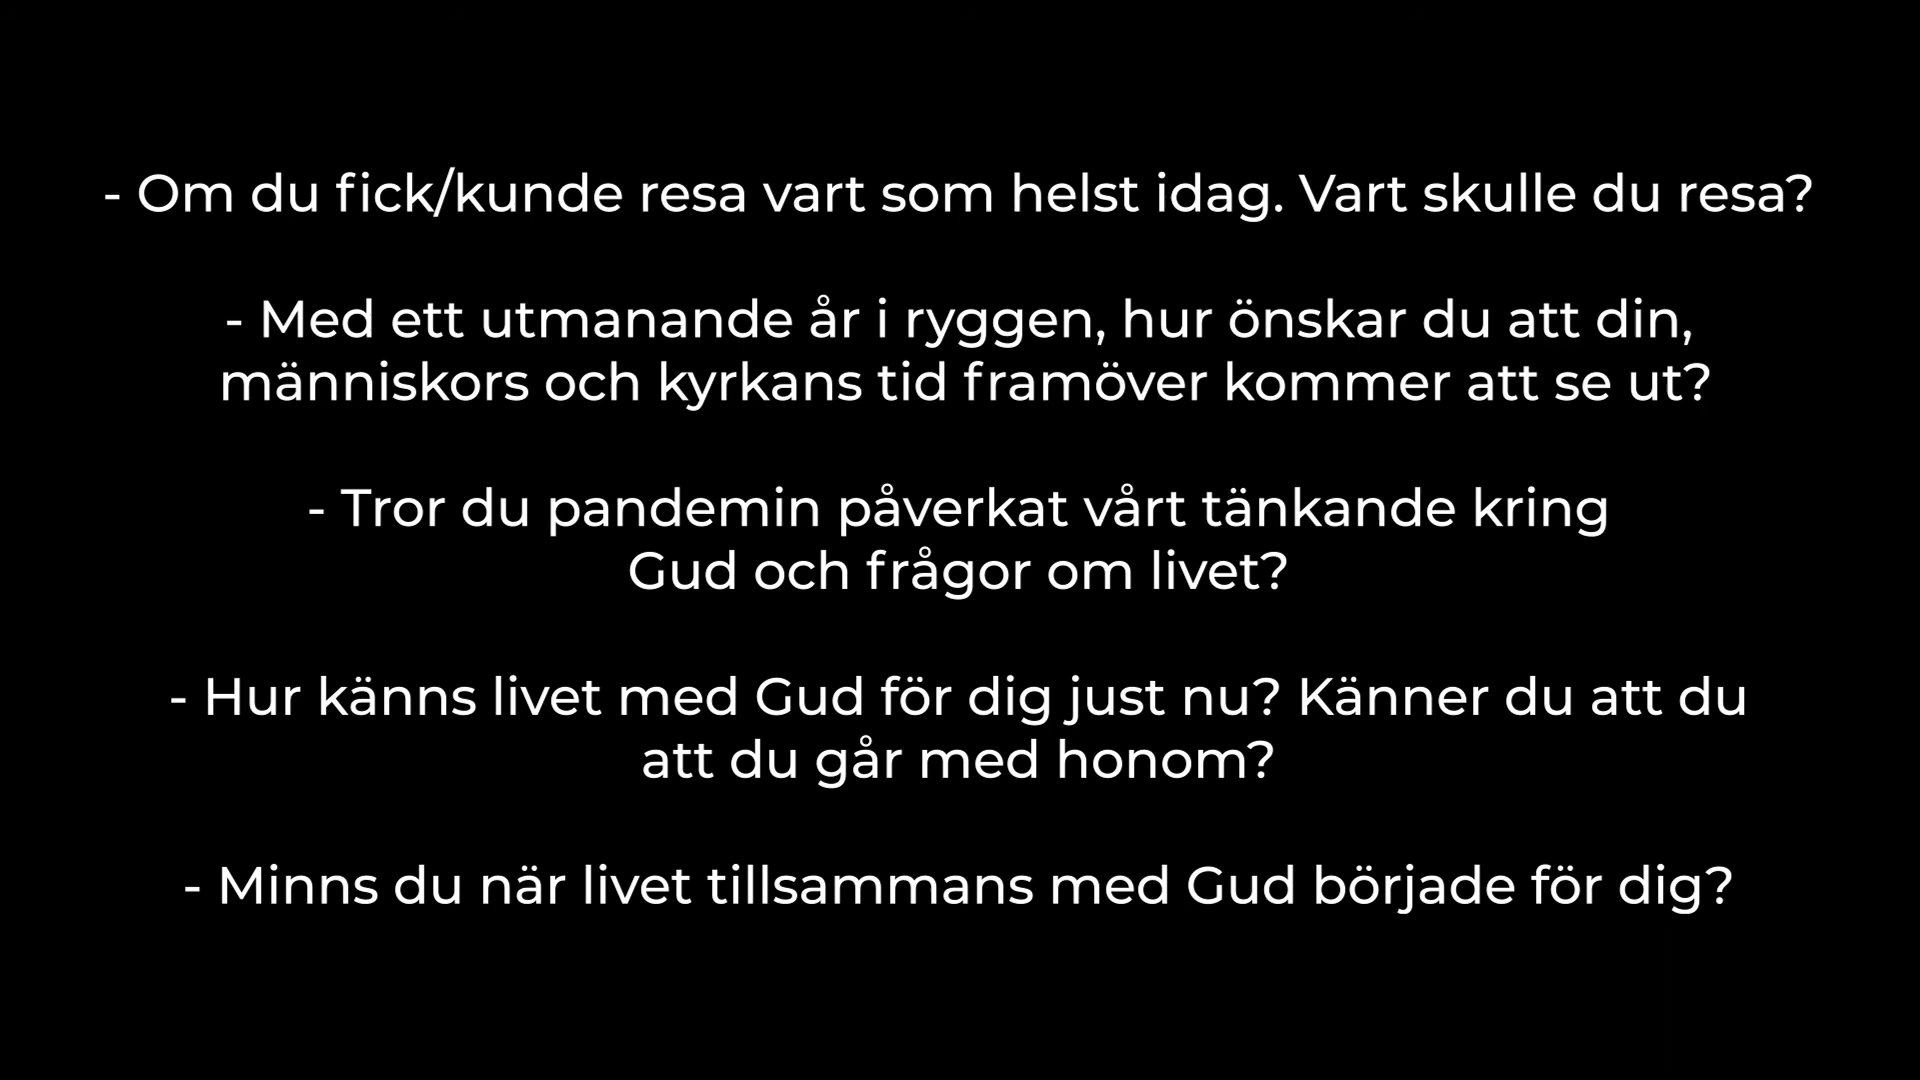 - Om du fick/kunde resa vart som helst idag. Vart skulle du resa?
- Med ett utmanande år i ryggen, hur önskar du att din,
människors och kyrkans tid framöver kommer att se ut?
- Tror du pandemin påverkat vårt tänkande kring
Gud och frågor om livet?
- Hur känns livet med Gud för dig just nu? Känner du att du
att du går med honom?
- Minns du när livet tillsammans med Gud började för dig?